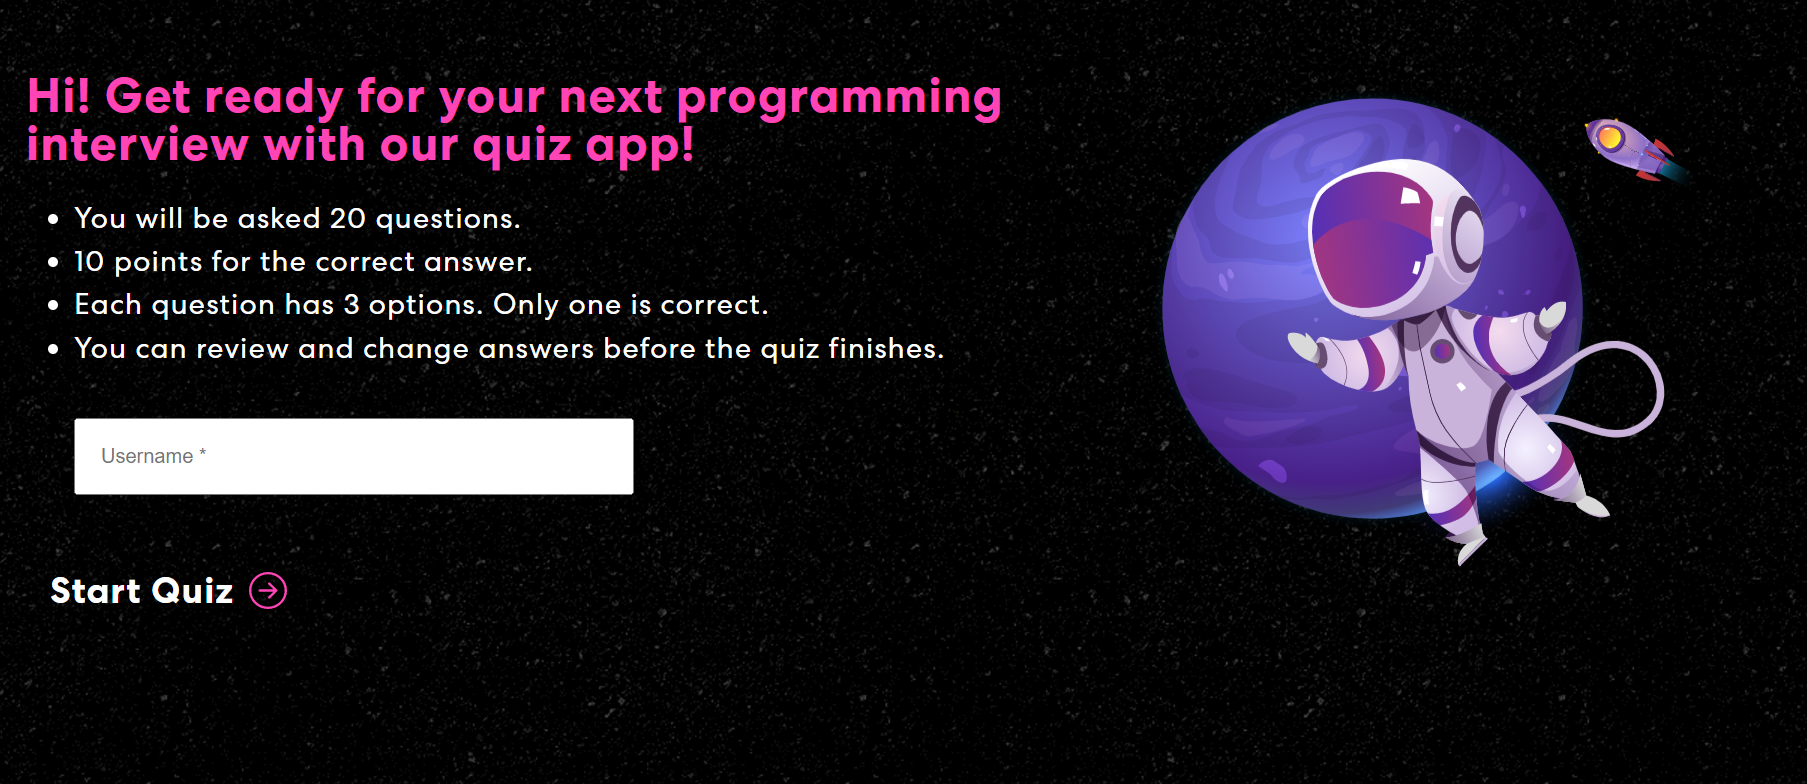 Hi! Get ready for your next programming
interview with our quiz app!
You will be asked 20 questions.
10 points for the correct answer.
Each question has 3 options. Only one is correct.
You can review and change answers before the quiz finishes.
Username *
Start Quiz